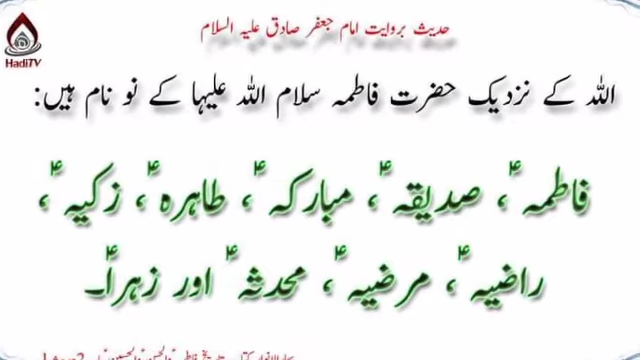 HadiTV
حدیث بروایت امام جعفر صادق علیہ السلام
اللہ کے نزدیک حضرت فاطمہ سلام اللہ علیہا کے نو نام ہیں:
فاطمہؑ، صدیقہؑ، مبارکہؑ، طاہرہؑ، زکیہؑ،
راضیہؑ، مرضیہؑ، محدثہؑ اور زہراؑ۔